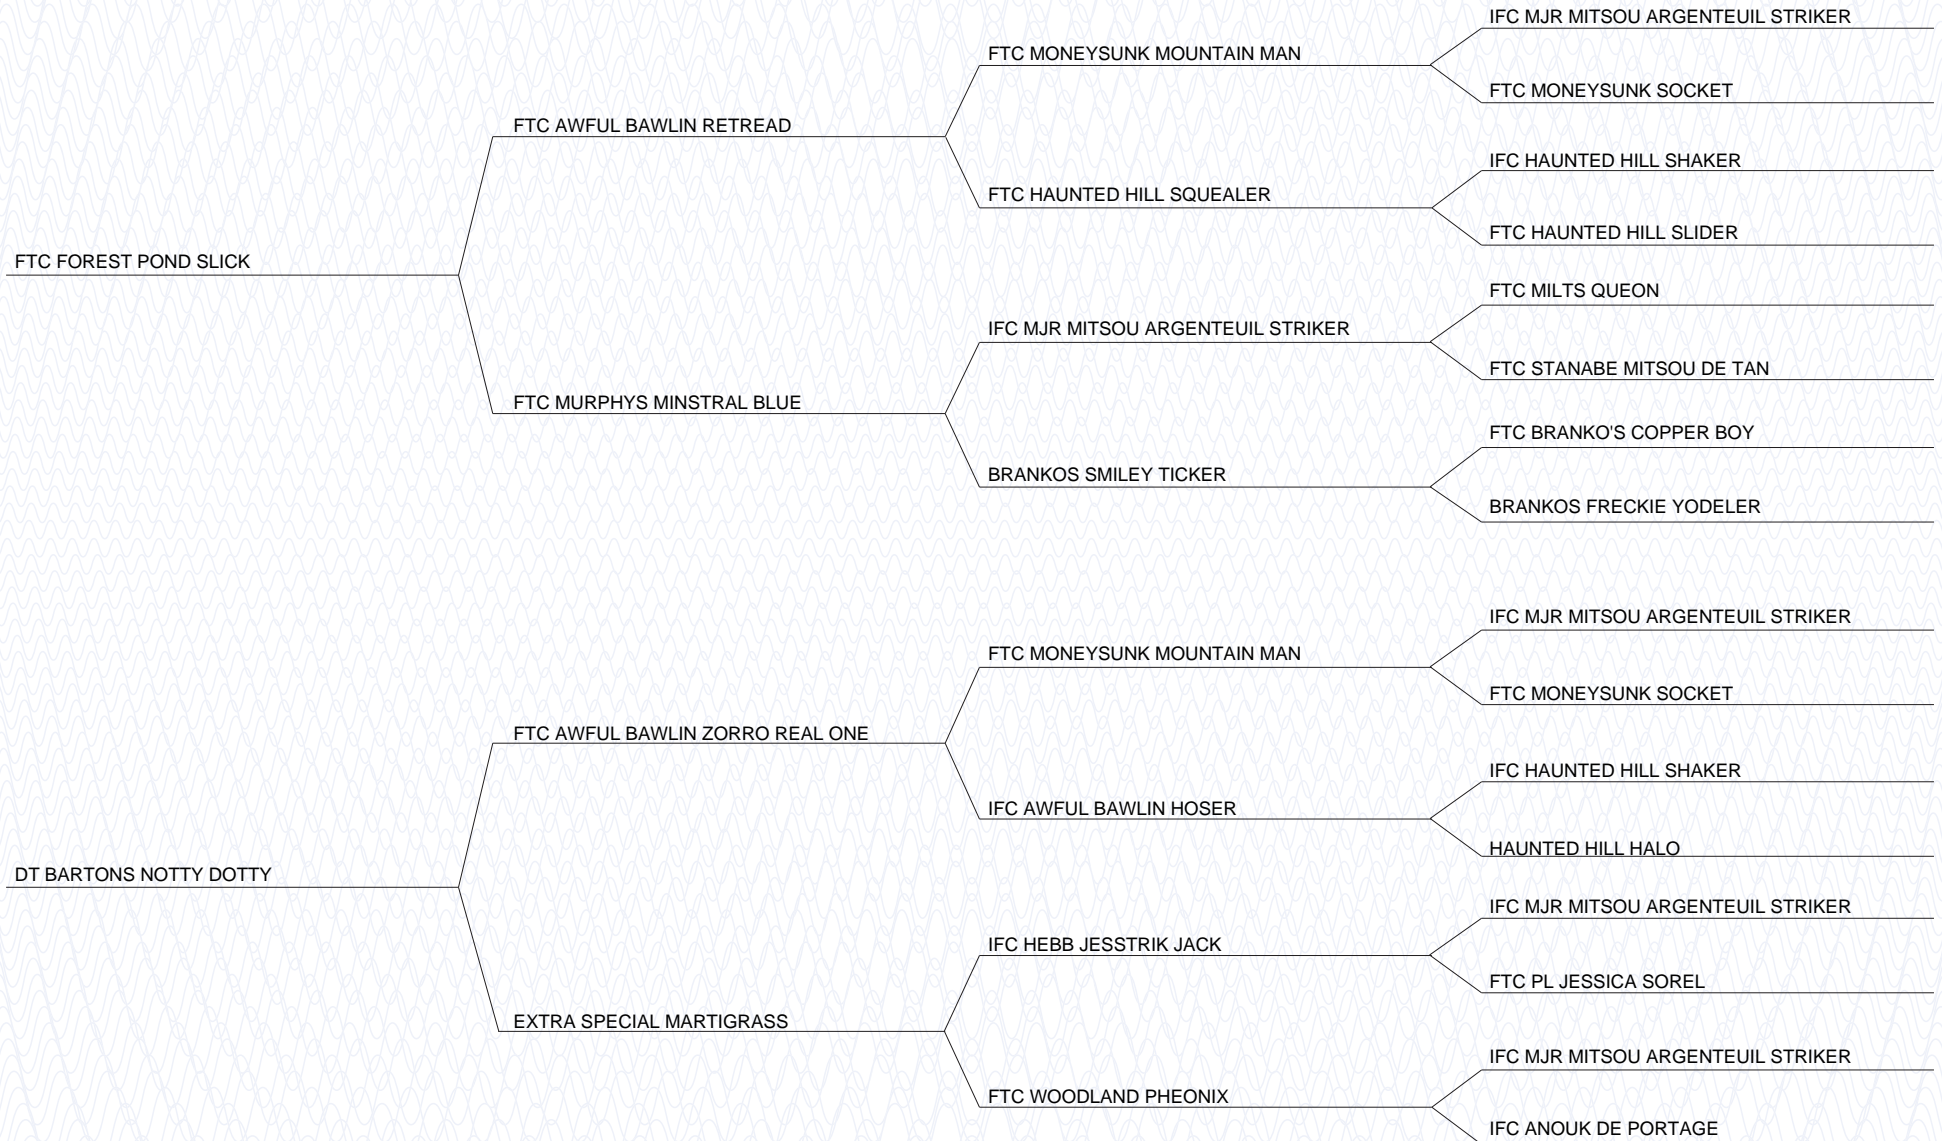 IFC MJR MITSOU ARGENTEUIL STRIKER
FTC MONEYSUNK MOUNTAIN MAN
FTC MONEYSUNK SOCKET
FTC AWFUL BAWLIN RETREAD
IFC HAUNTED HILL SHAKER
FTC HAUNTED HILL SQUEALER
FTC HAUNTED HILL SLIDER
FTC FOREST POND SLICK
FTC MILTS QUEON
IFC MJR MITSOU ARGENTEUIL STRIKER
FTC STANABE MITSOU DE TAN
FTC MURPHYS MINSTRAL BLUE
FTC BRANKO'S COPPER BOY
BRANKOS SMILEY TICKER
BRANKOS FRECKIE YODELER
IFC MJR MITSOU ARGENTEUIL STRIKER
FTC MONEYSUNK MOUNTAIN MAN
FTC MONEYSUNK SOCKET
FTC AWFUL BAWLIN ZORRO REAL ONE
IFC HAUNTED HILL SHAKER
IFC AWFUL BAWLIN HOSER
HAUNTED HILL HALO
DT BARTONS NOTTY DOTTY
IFC MJR MITSOU ARGENTEUIL STRIKER
IFC HEBB JESSTRIK JACK
FTC PL JESSICA SOREL
EXTRA SPECIAL MARTIGRASS
IFC MJR MITSOU ARGENTEUIL STRIKER
FTC WOODLAND PHEONIX
IFC ANOUK DE PORTAGE